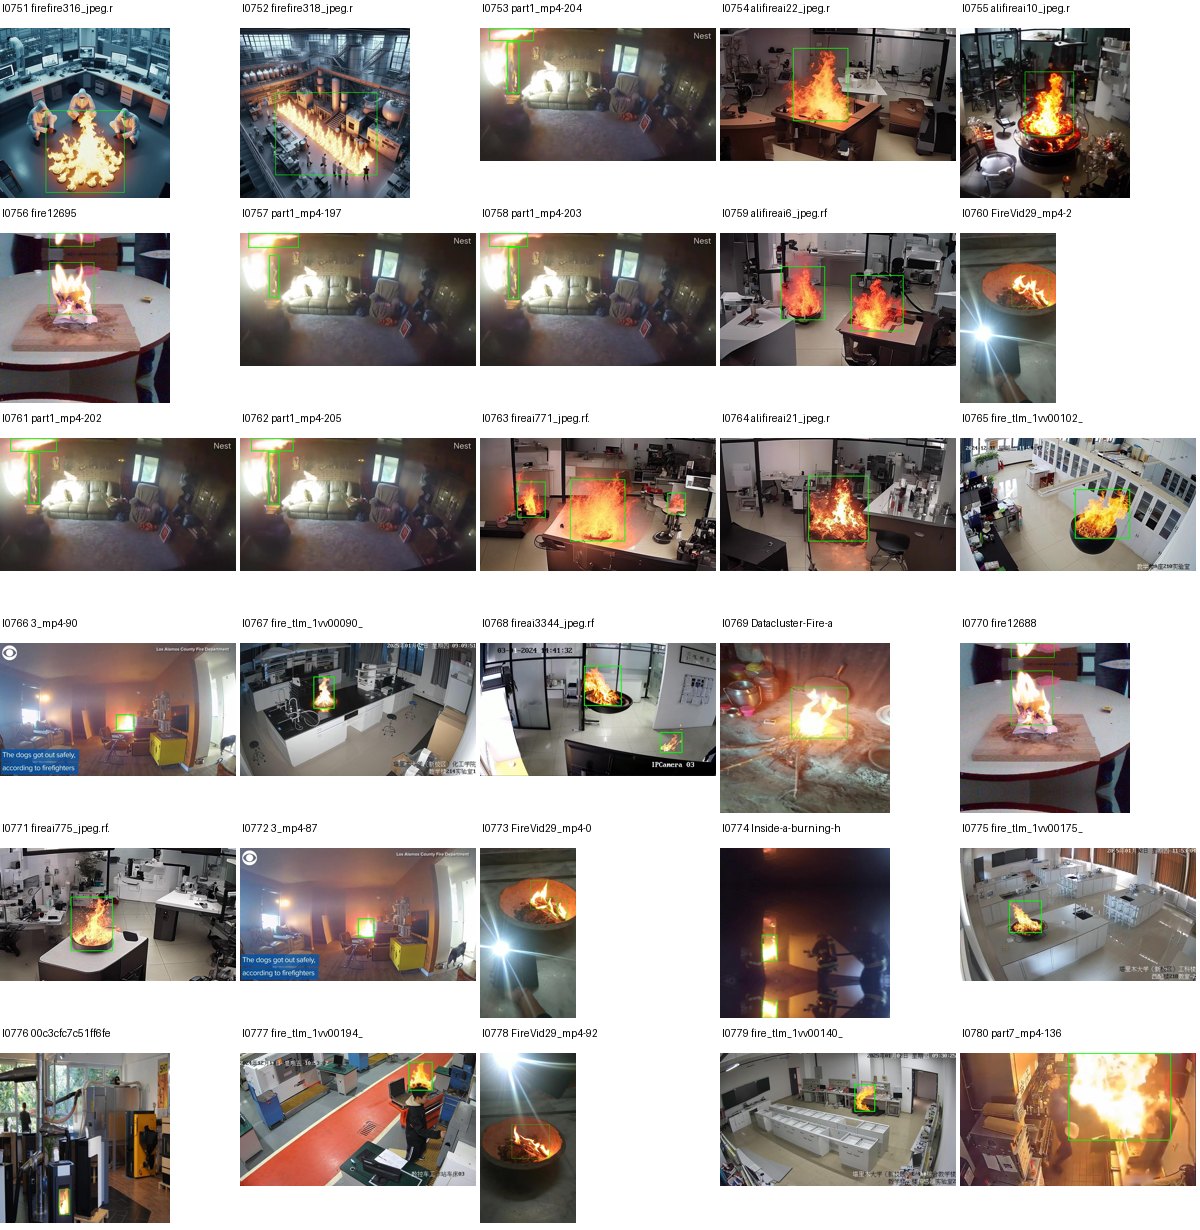 I0751 firefire316_jpeg.r
I0752 firefire318_jpeg.r
I0753 part1_mp4-204
I0754 alifireai22_jpeg.r
I0755 alifireai10_jpeg.r
Nest
I0756 fire12695
I0757 part1_mp4-197
I0758 part1_mp4-203
I0759 alifireai6_jpeg.rf
I0760 FireVid29_mp4-2
Nest
Nest
I0761 part1_mp4-202
I0762 part1_mp4-205
I0763 fireai771_jpeg.rf.
I0764 alifireai21_jpeg.r
I0765 fire_tlm_1vv00102_
Nest
Nest
I0766 3_mp4-90
I0767 fire_tlm_1vv00090_
I0768 fireai3344_jpeg.rf
I0769 Datacluster-Fire-a
I0770 fire12688
Los Alamos County Fire Department
The dogs got out safely,
according to firefighters
IPCamera 03
I0771 fireai775_jpeg.rf.
I0772 3_mp4-87
I0773 FireVid29_mp4-0
I0774 Inside-a-burning-h
I0775 fire_tlm_1vv00175_
Los Alamos County Fire Department
The dogs got out safely,
according to firefighters
I0776 00c3cfc7c51ff6fe
I0777 fire_tlm_1vv00194_
I0778 FireVid29_mp4-92
I0779 fire_tlm_1vv00140_
I0780 part7_mp4-136